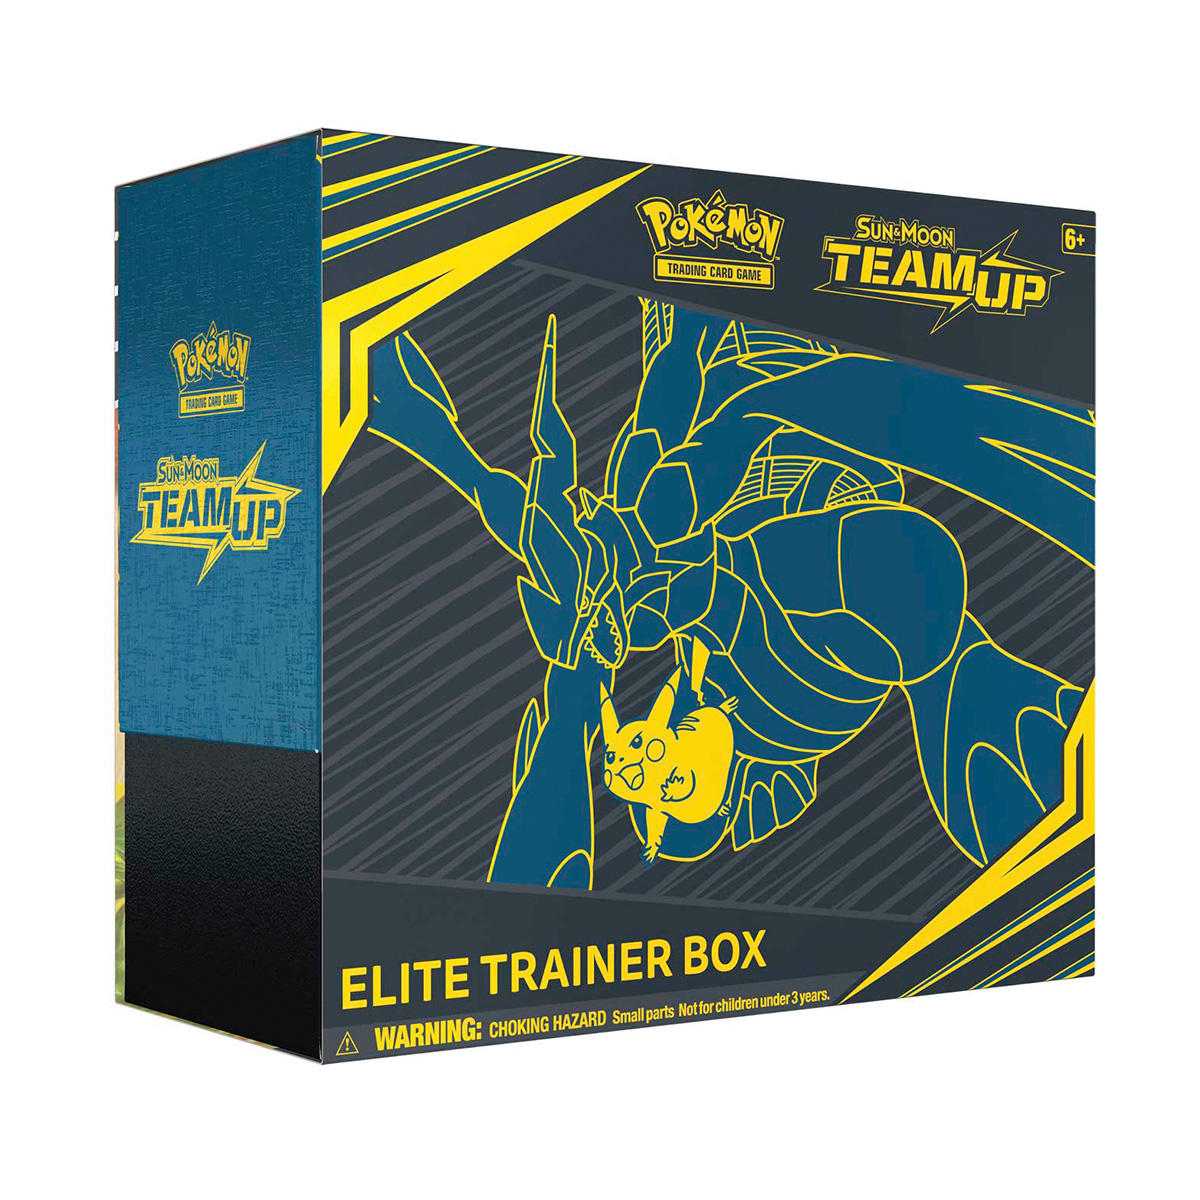 POKéMON
TRADING CARD GAME
SUN & MOON
TEAM UP
6+
POKéMON
TRADING CARD GAME
SUN & MOON
TEAM UP
ELITE TRAINER BOX
WARNING: CHOKING HAZARD Small parts Not for children under 3 years.